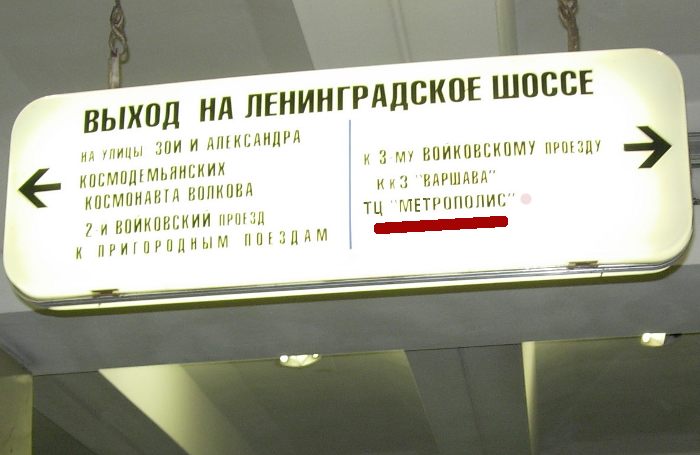 ВЫХОД НА ЛЕНИНГРАДСКОЕ ШОССЕ
НА УЛИЦЫ ЗОИ И АЛЕКСАНДРА
КОСМОДЕМЬЯНСКИХ
КОСМОНАВТА ВОЛКОВА
2-й ВОЙКОВСКИЙ ПРОЕЗД
К ПРИГОРОДНЫМ ПОЕЗДАМ
К 3-МУ ВОЙКОВСКОМУ ПРОЕЗДУ
К кЗ "ВАРШАВА"
ТЦ "МЕТРОПОЛИС"